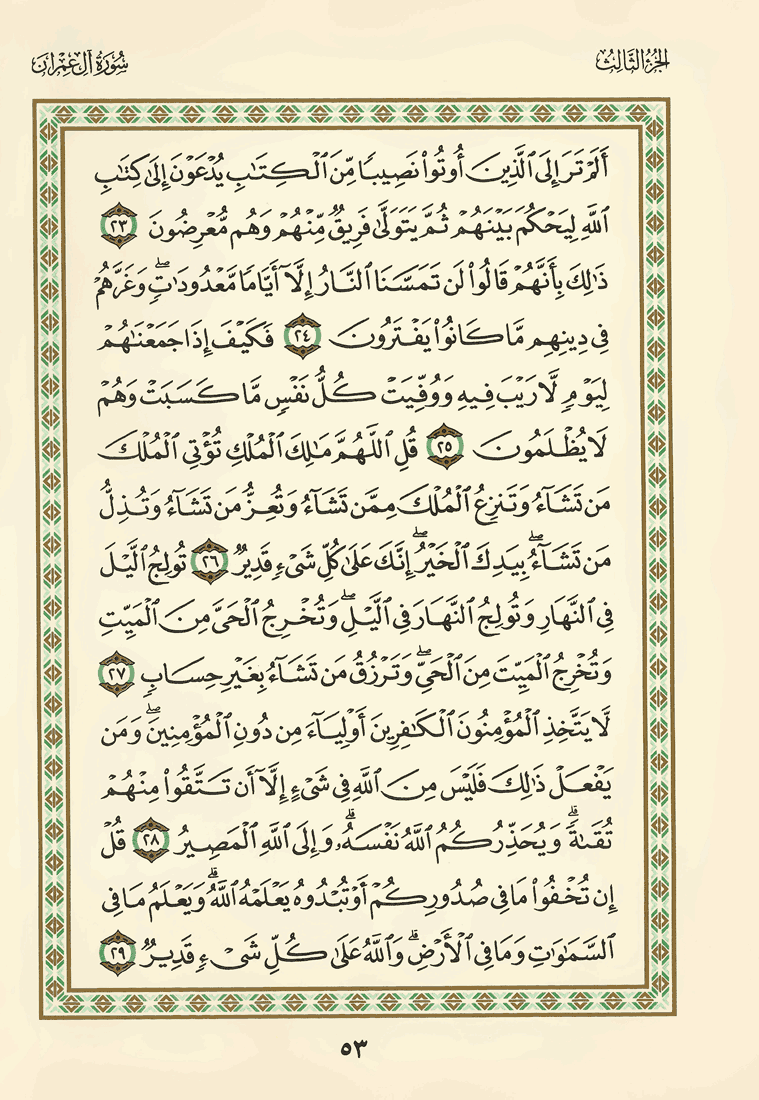 الجزء الثالث
سورة آل عمران
أَلَمْ تَرَ إِلَى ٱلَّذِينَ أُوتُوا۟ نَصِيبًا مِّنَ ٱلْكِتَٰبِ يُدْعَوْنَ إِلَىٰ كِتَٰبِ
ٱللَّهِ لِيَحْكُمَ بَيْنَهُمْ ثُمَّ يَتَوَلَّىٰ فَرِيقٌ مِّنْهُمْ وَهُم مُّعْرِضُونَ ٢٣
ذَٰلِكَ بِأَنَّهُمْ قَالُوا۟ لَن تَمَسَّنَا ٱلنَّارُ إِلَّآ أَيَّامًا مَّعْدُودَٰتٍ ۖ وَغَرَّهُمْ
فِى دِينِهِم مَّا كَانُوا۟ يَفْتَرُونَ ٢٤ فَكَيْفَ إِذَا جَمَعْنَٰهُمْ
لِيَوْمٍ لَّا رَيْبَ فِيهِ وَوُفِّيَتْ كُلُّ نَفْسٍ مَّا كَسَبَتْ وَهُمْ
لَا يُظْلَمُونَ ٢٥ قُلِ ٱللَّهُمَّ مَٰلِكَ ٱلْمُلْكِ تُؤْتِى ٱلْمُلْكَ
مَن تَشَآءُ وَتَنزِعُ ٱلْمُلْكَ مِمَّن تَشَآءُ وَتُعِزُّ مَن تَشَآءُ وَتُذِلُّ
مَن تَشَآءُ ۖ بِيَدِكَ ٱلْخَيْرُ ۖ إِنَّكَ عَلَىٰ كُلِّ شَىْءٍ قَدِيرٌ ٢٦ تُولِجُ ٱلَّيْلَ
فِى ٱلنَّهَارِ وَتُولِجُ ٱلنَّهَارَ فِى ٱلَّيْلِ ۖ وَتُخْرِجُ ٱلْحَىَّ مِنَ ٱلْمَيِّتِ
وَتُخْرِجُ ٱلْمَيِّتَ مِنَ ٱلْحَىِّ ۖ وَتَرْزُقُ مَن تَشَآءُ بِغَيْرِ حِسَابٍ ٢٧
لَّا يَتَّخِذِ ٱلْمُؤْمِنُونَ ٱلْكَٰفِرِينَ أَوْلِيَآءَ مِن دُونِ ٱلْمُؤْمِنِينَ ۖ وَمَن
يَفْعَلْ ذَٰلِكَ فَلَيْسَ مِنَ ٱللَّهِ فِى شَىْءٍ إِلَّآ أَن تَتَّقُوا۟ مِنْهُمْ
تُقَىٰةً ۗ وَيُحَذِّرُكُمُ ٱللَّهُ نَفْسَهُۥ ۗ وَإِلَى ٱللَّهِ ٱلْمَصِيرُ ٢٨ قُلْ
إِن تُخْفُوا۟ مَا فِى صُدُورِكُمْ أَوْ تُبْدُوهُ يَعْلَمْهُ ٱللَّهُ ۗ وَيَعْلَمُ مَا فِى
ٱلسَّمَٰوَٰتِ وَمَا فِى ٱلْأَرْضِ ۗ وَٱللَّهُ عَلَىٰ كُلِّ شَىْءٍ قَدِيرٌ ٢٩
٥٣